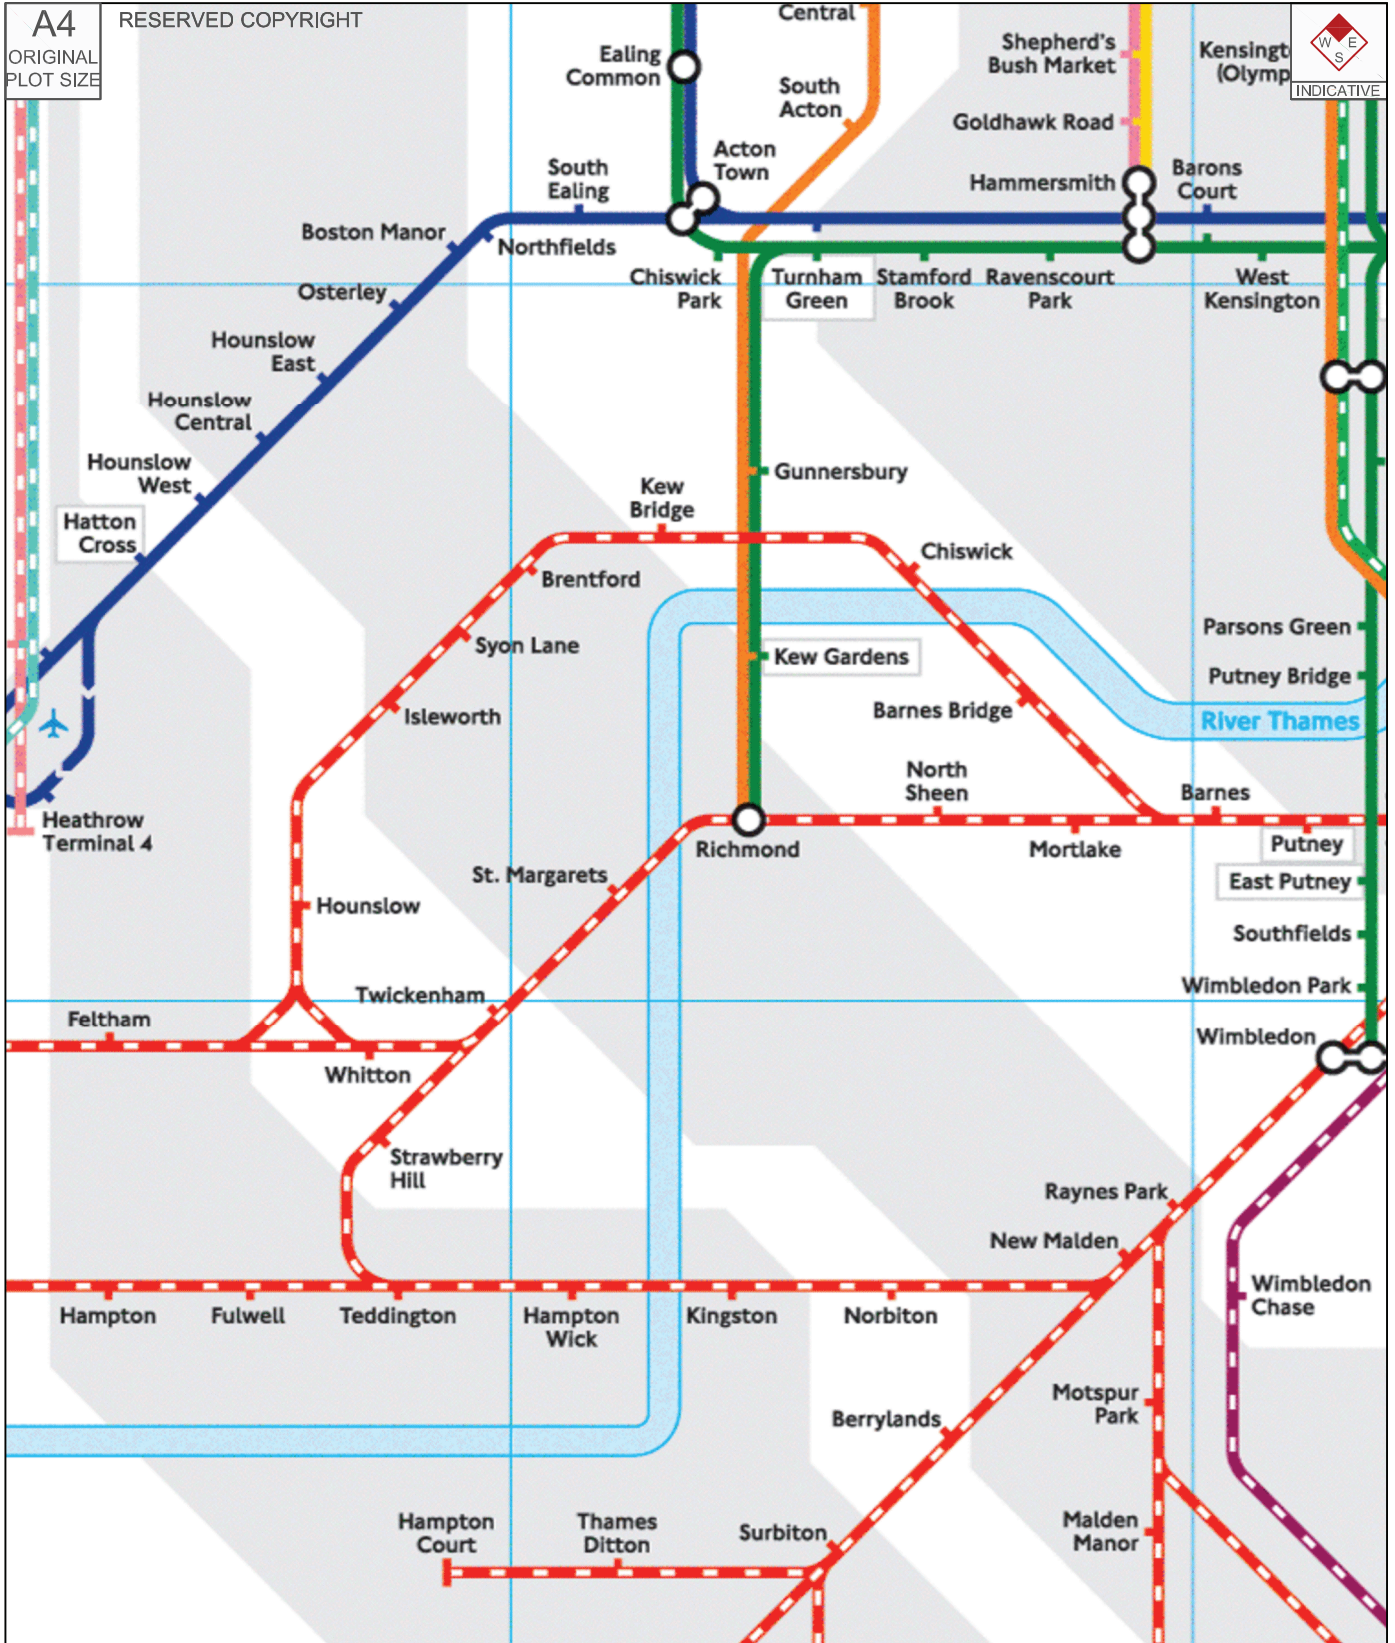 A4
ORIGINAL
PLOT SIZE
RESERVED COPYRIGHT
Central
Ealing
Common
South
Acton
Shepherd's
Bush Market
Goldhawk Road
Kensingt
(Olymp
W E
S
INDICATIVE
Acton
Town
South
Ealing
Hammersmith
Barons
Court
Boston Manor
Northfields
Osterley
Chiswick
Park
Turnham
Green
Stamford
Brook
Ravenscourt
Park
West
Kensington
Hounslow
East
Hounslow
Central
Hounslow
West
Hatton
Cross
Gunnersbury
Kew
Bridge
Chiswick
Brentford
Syon Lane
Kew Gardens
Parsons Green
Putney Bridge
Isleworth
Barnes Bridge
River Thames
North
Sheen
Barnes
Heathrow
Terminal 4
Richmond
Mortlake
Putney
St. Margarets
East Putney
Hounslow
Southfields
Twickenham
Wimbledon Park
Feltham
Wimbledon
Whitton
Strawberry
Hill
Raynes Park
New Malden
Hampton
Fulwell
Teddington
Hampton
Wick
Kingston
Norbiton
Wimbledon
Chase
Motspur
Park
Berrylands
Hampton
Court
Thames
Ditton
Surbiton
Malden
Manor